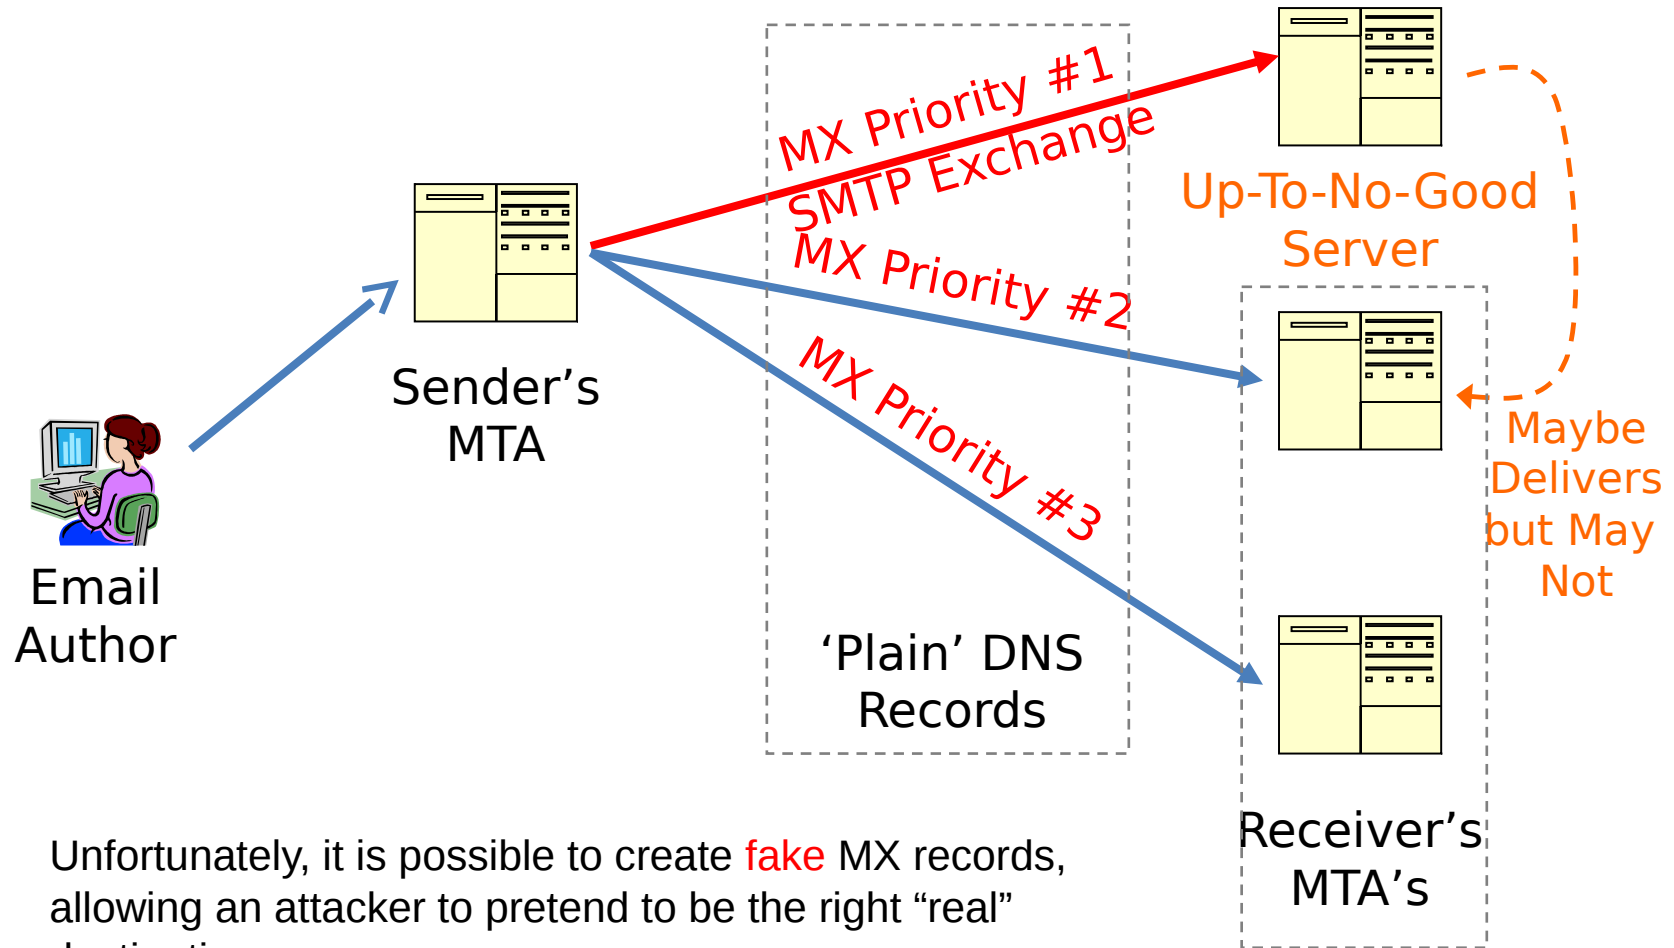 MX Priority #1
SMTP Exchange
Up-To-No-Good
Server
MX Priority #2
MX Priority #3
Sender’s
MTA
Maybe
Delivers
but May
Not
Email
Author
‘Plain’ DNS
Records
Receiver’s
MTA’s
Unfortunately, it is possible to create fake MX records,
allowing an attacker to pretend to be the right “real”